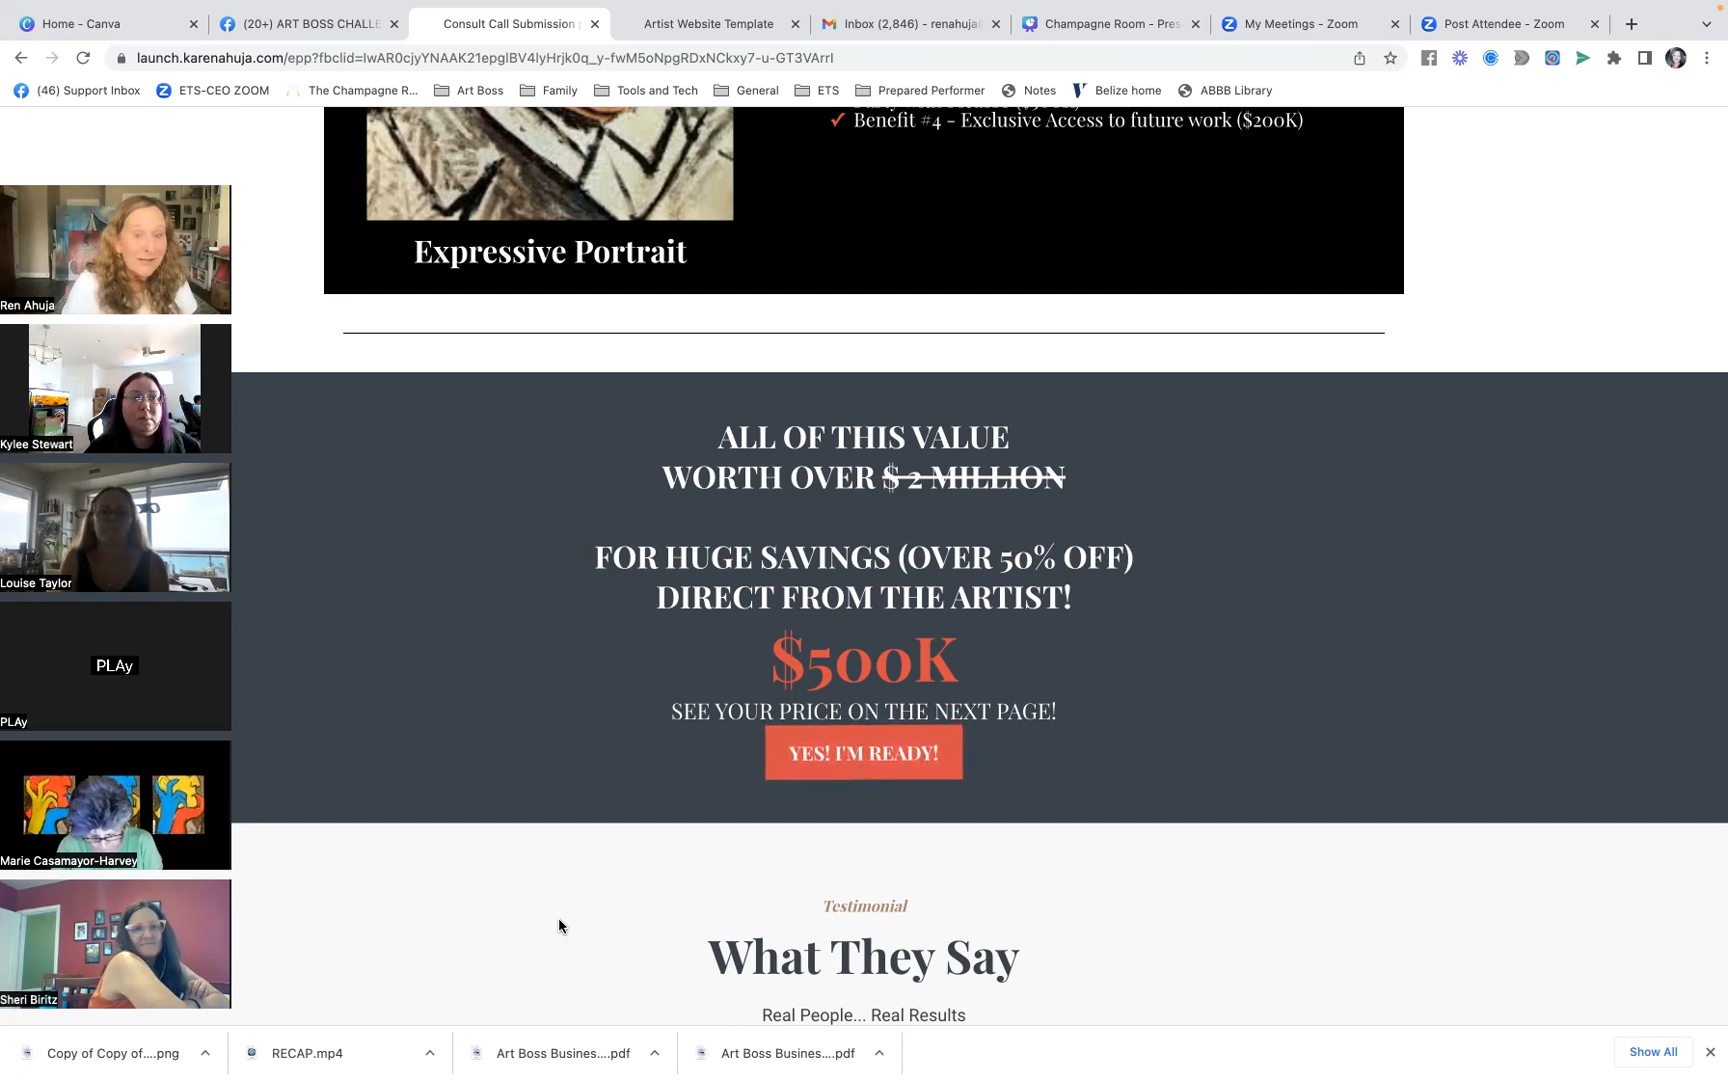 Home - Canva
(20+) ART BOSS CHALLE
Consult Call Submission
Artist Website Template
Inbox (2,846) - renahuja
Champagne Room - Pres
My Meetings - Zoom
Post Attendee - Zoom
launch.karenahuja.com/epp?fbclid=IwAR0cjyYNAAK21epglBV4lyHrjk0q_y-fwM5oNpgRDxNCkxy7-u-GT3VArrI
(46) Support Inbox
ETS-CEO ZOOM
The Champagne R...
Art Boss
Family
Tools and Tech
General
ETS
Prepared Performer
Notes
Belize home
ABBB Library
Benefit #4 - Exclusive Access to future work ($200K)
Expressive Portrait
Ren Ahuja
Kylee Stewart
Louise Taylor
PLAy
PLAy
Marie Casamayor-Harvey
Sheri Biritz
ALL OF THIS VALUE
WORTH OVER $ 2 MILLION
FOR HUGE SAVINGS (OVER 50% OFF)
DIRECT FROM THE ARTIST!
$500K
SEE YOUR PRICE ON THE NEXT PAGE!
YES! I'M READY!
Testimonial
What They Say
Real People... Real Results
Copy of Copy of....png
RECAP.mp4
Art Boss Busines....pdf
Art Boss Busines....pdf
Show All